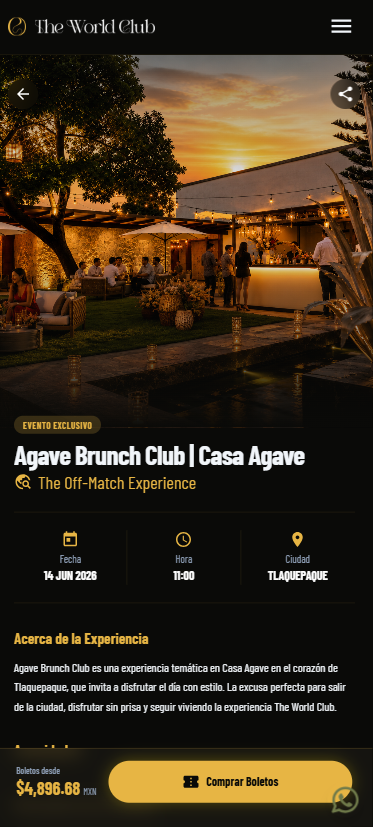 The World Club
EVENTO EXCLUSIVO
Agave Brunch Club | Casa Agave
The Off-Match Experience
Fecha
14 JUN 2026
Hora
11:00
Ciudad
TLAQUEPAQUE
Acerca de la Experiencia
Agave Brunch Club es una experiencia temática en Casa Agave en el corazón de
Tlaquepaque, que invita a disfrutar el día con estilo. La excusa perfecta para salir
de la ciudad, disfrutar sin prisa y seguir viviendo la experiencia The World Club.
Boletos desde
$4,896.68 MXN
Comprar Boletos